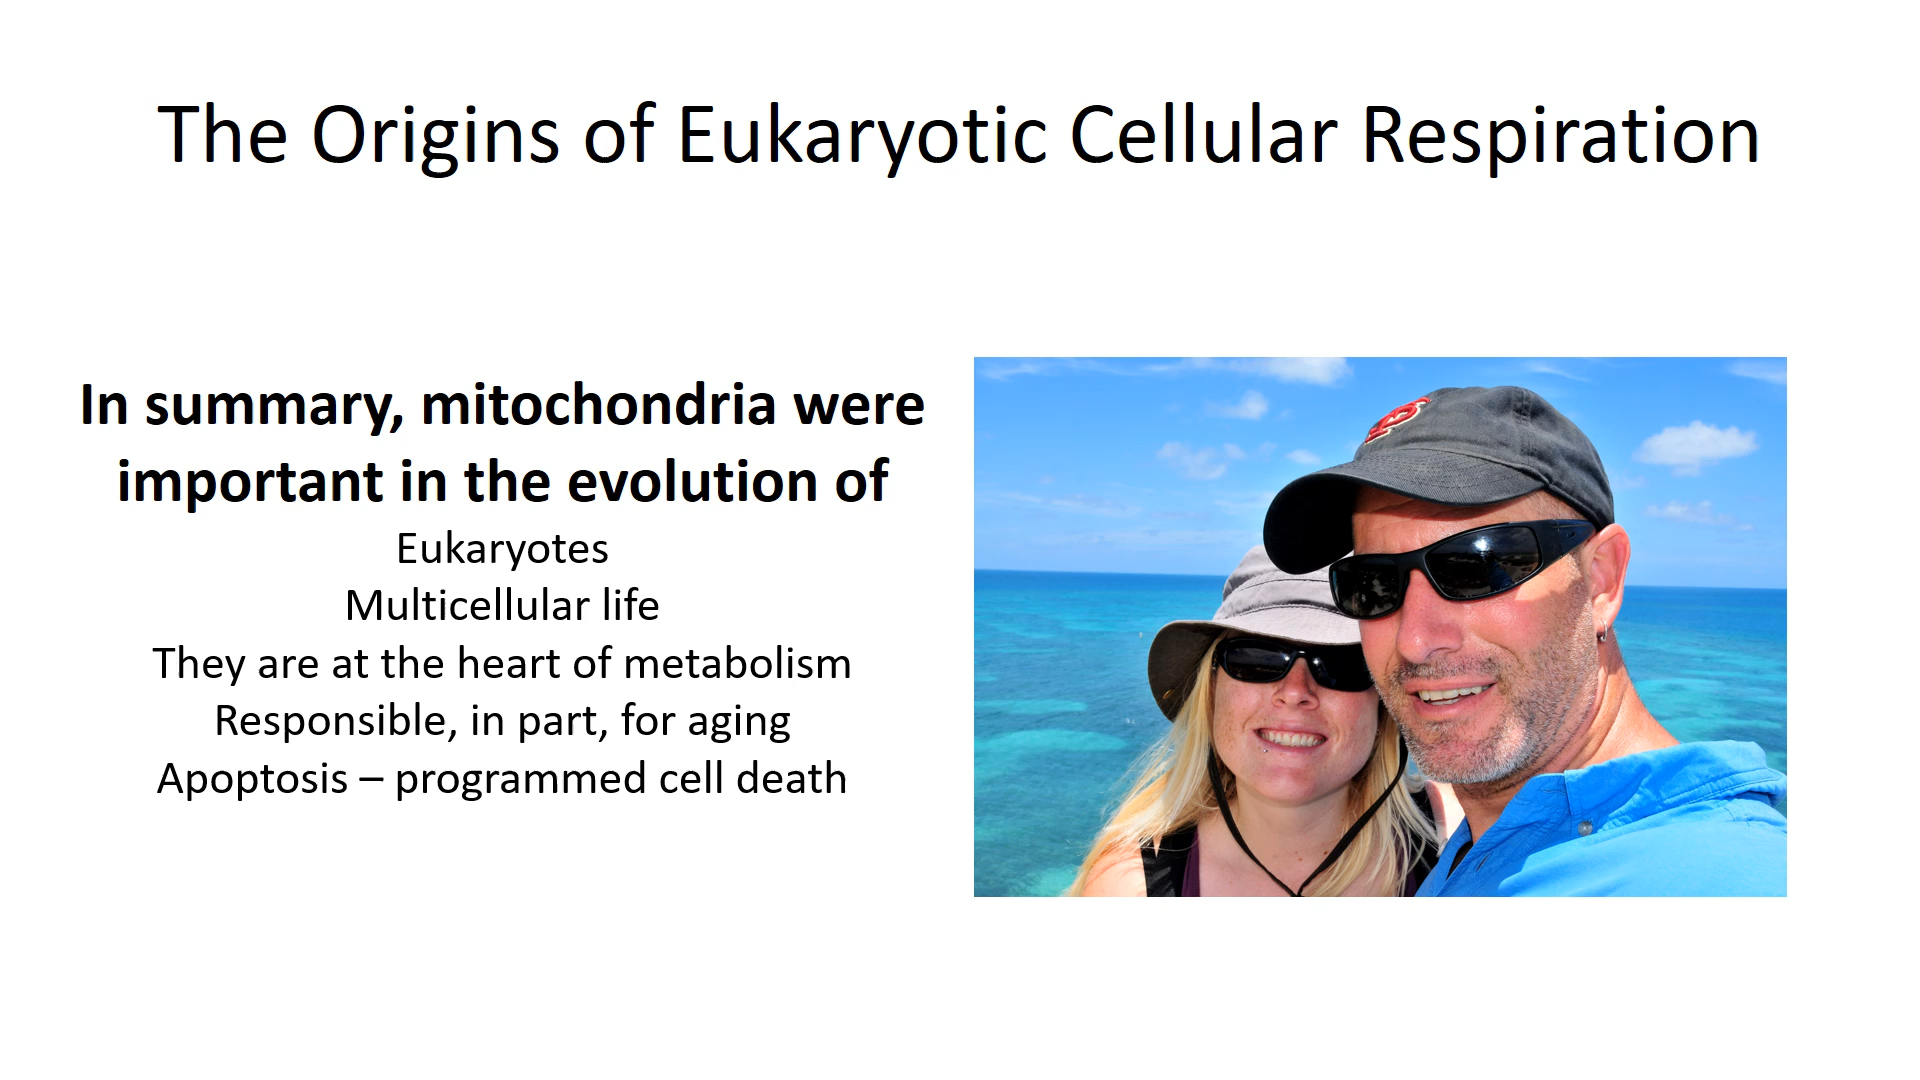 The Origins of Eukaryotic Cellular Respiration
In summary, mitochondria were
important in the evolution of
Eukaryotes
Multicellular life
They are at the heart of metabolism
Responsible, in part, for aging
Apoptosis – programmed cell death